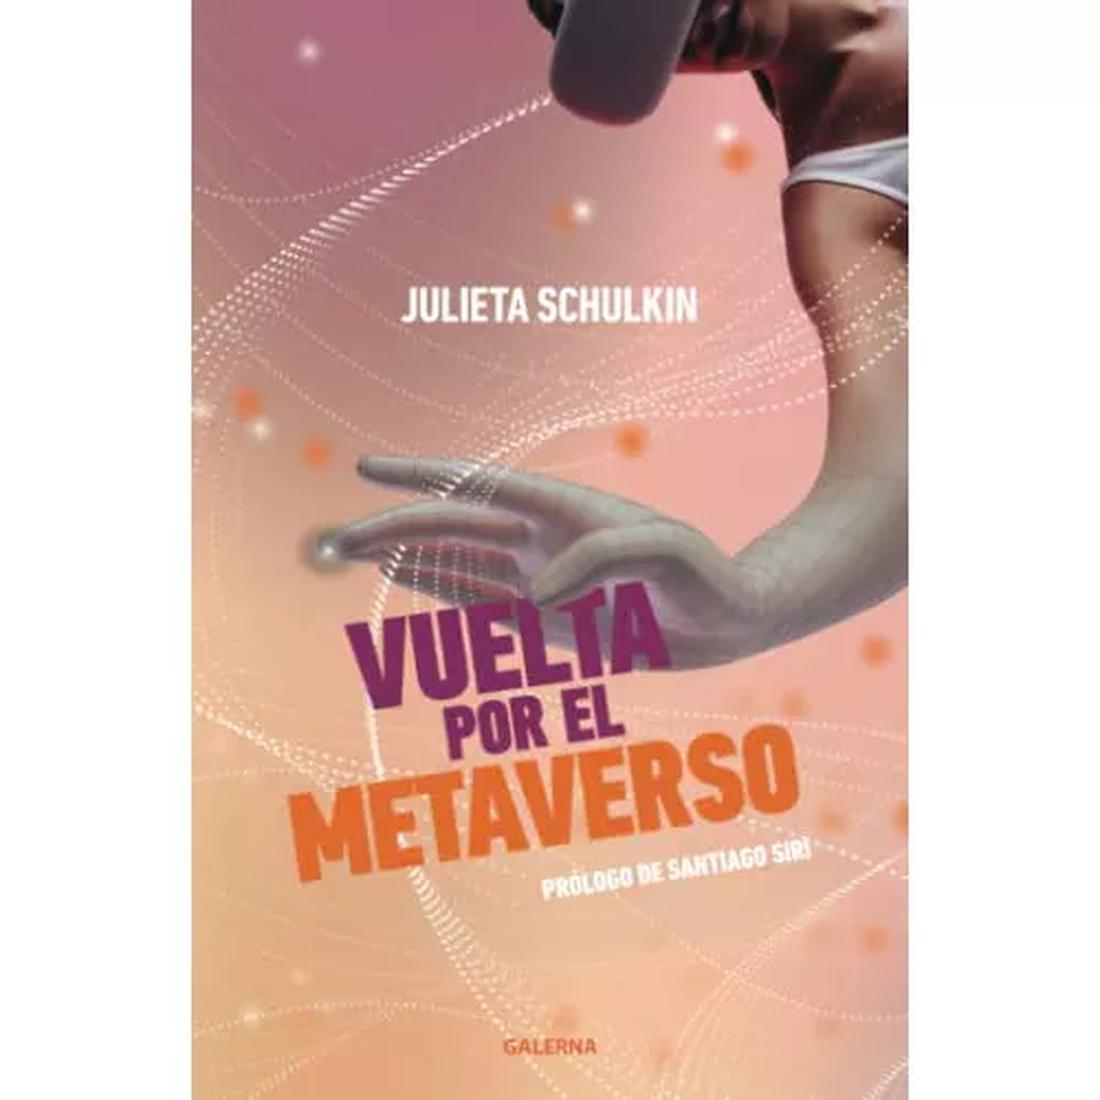 JULIETA SCHULKIN
VUELTA
POR EL
METAVERSO
PRÓLOGO DE SANTIAGO SIRI
GALERNA